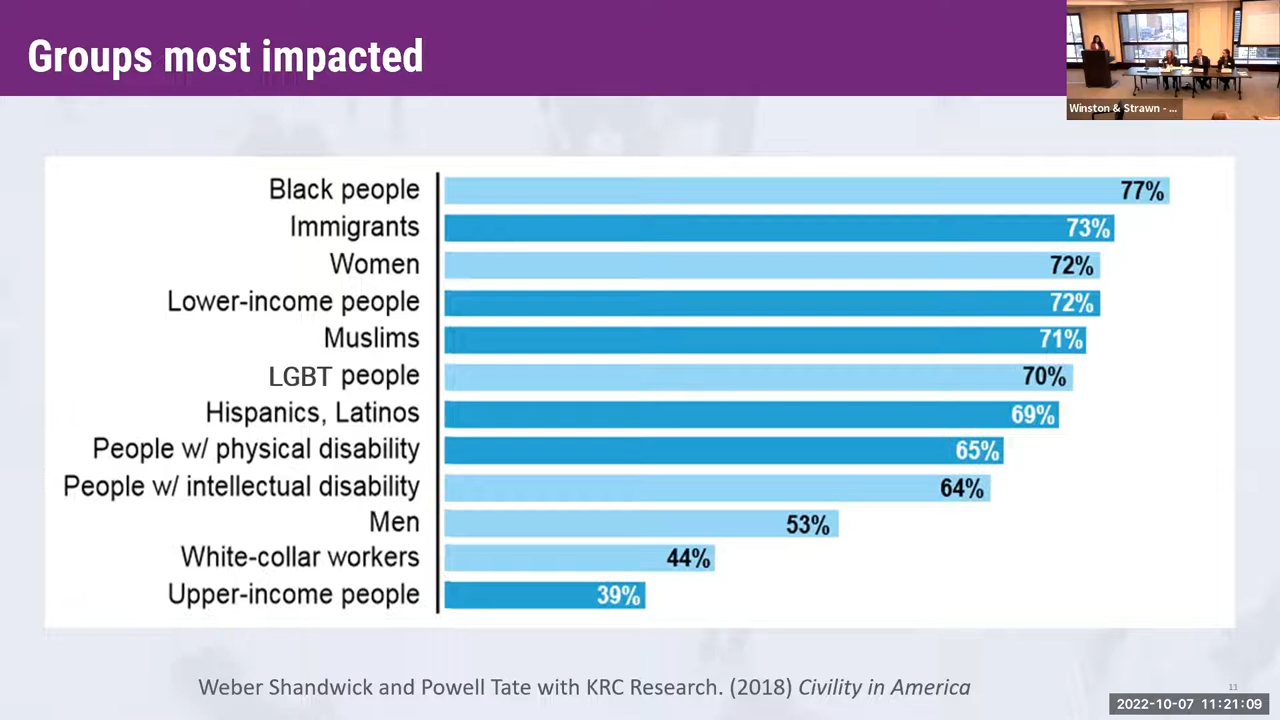 Groups most impacted
Winston & Strawn - ...
Black people 77%
Immigrants 73%
Women 72%
Lower-income people 72%
Muslims 71%
LGBT people 70%
Hispanics, Latinos 69%
People w/ physical disability 65%
People w/ intellectual disability 64%
Men 53%
White-collar workers 44%
Upper-income people 39%
Weber Shandwick and Powell Tate with KRC Research. (2018) Civility in America
11
2022-10-07 11:21:09